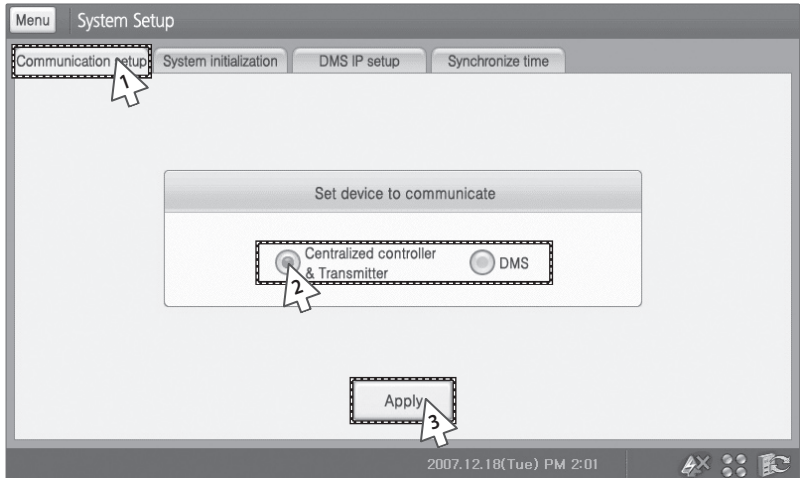 Menu System Setup
Communication setup System initialization DMS IP setup Synchronize time
1
Set device to communicate
Centralized controller
& Transmitter
DMS
2
Apply
3
2007.12.18(Tue) PM 2:01